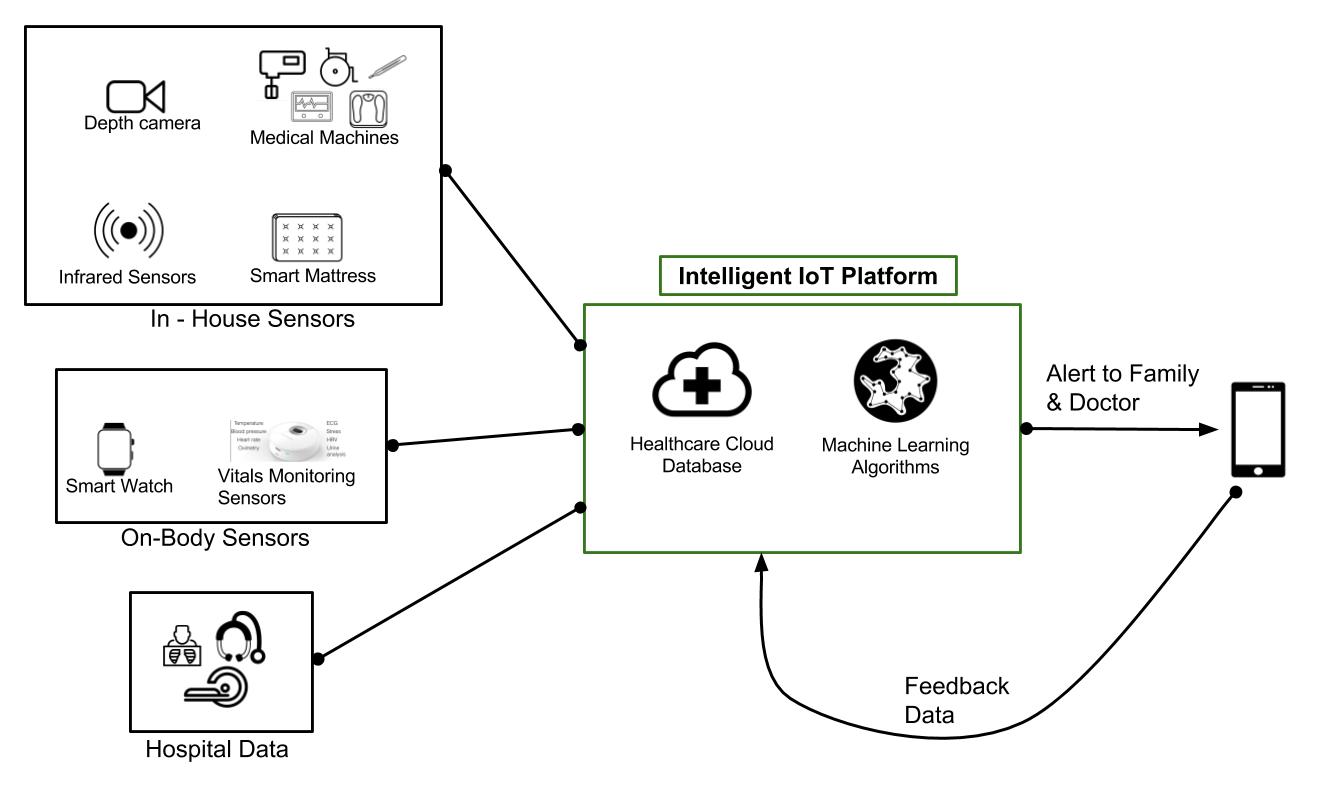 Depth camera
Medical Machines
Infrared Sensors
Smart Mattress
In - House Sensors
Smart Watch
Temperature
Blood pressure
Heart rate
Oximetry
ECG
Stress
HRV
Urine
analysis
Vitals Monitoring
Sensors
On-Body Sensors
Hospital Data
Intelligent IoT Platform
Healthcare Cloud
Database
Machine Learning
Algorithms
Alert to Family
& Doctor
Feedback
Data